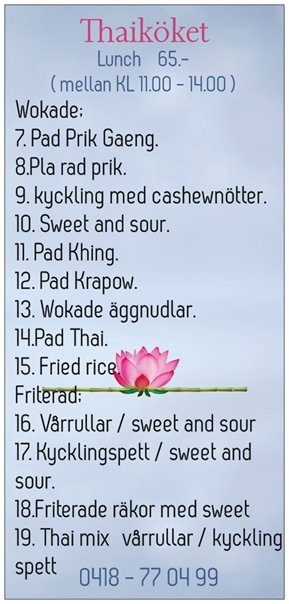 Thaiköket
Lunch 65.-
( mellan KL 11.00 - 14.00 )
Wokade;
7. Pad Prik Gaeng.
8.Pla rad prik.
9. kyckling med cashewnötter.
10. Sweet and sour.
11. Pad Khing.
12. Pad Krapow.
13. Wokade äggnudlar.
14.Pad Thai.
15. Fried rice.
Friterad;
16. Vårrullar / sweet and sour
17. Kycklingspett / sweet and
sour.
18.Friterade räkor med sweet
19. Thai mix vårrullar / kyckling
spett
0418 - 77 04 99